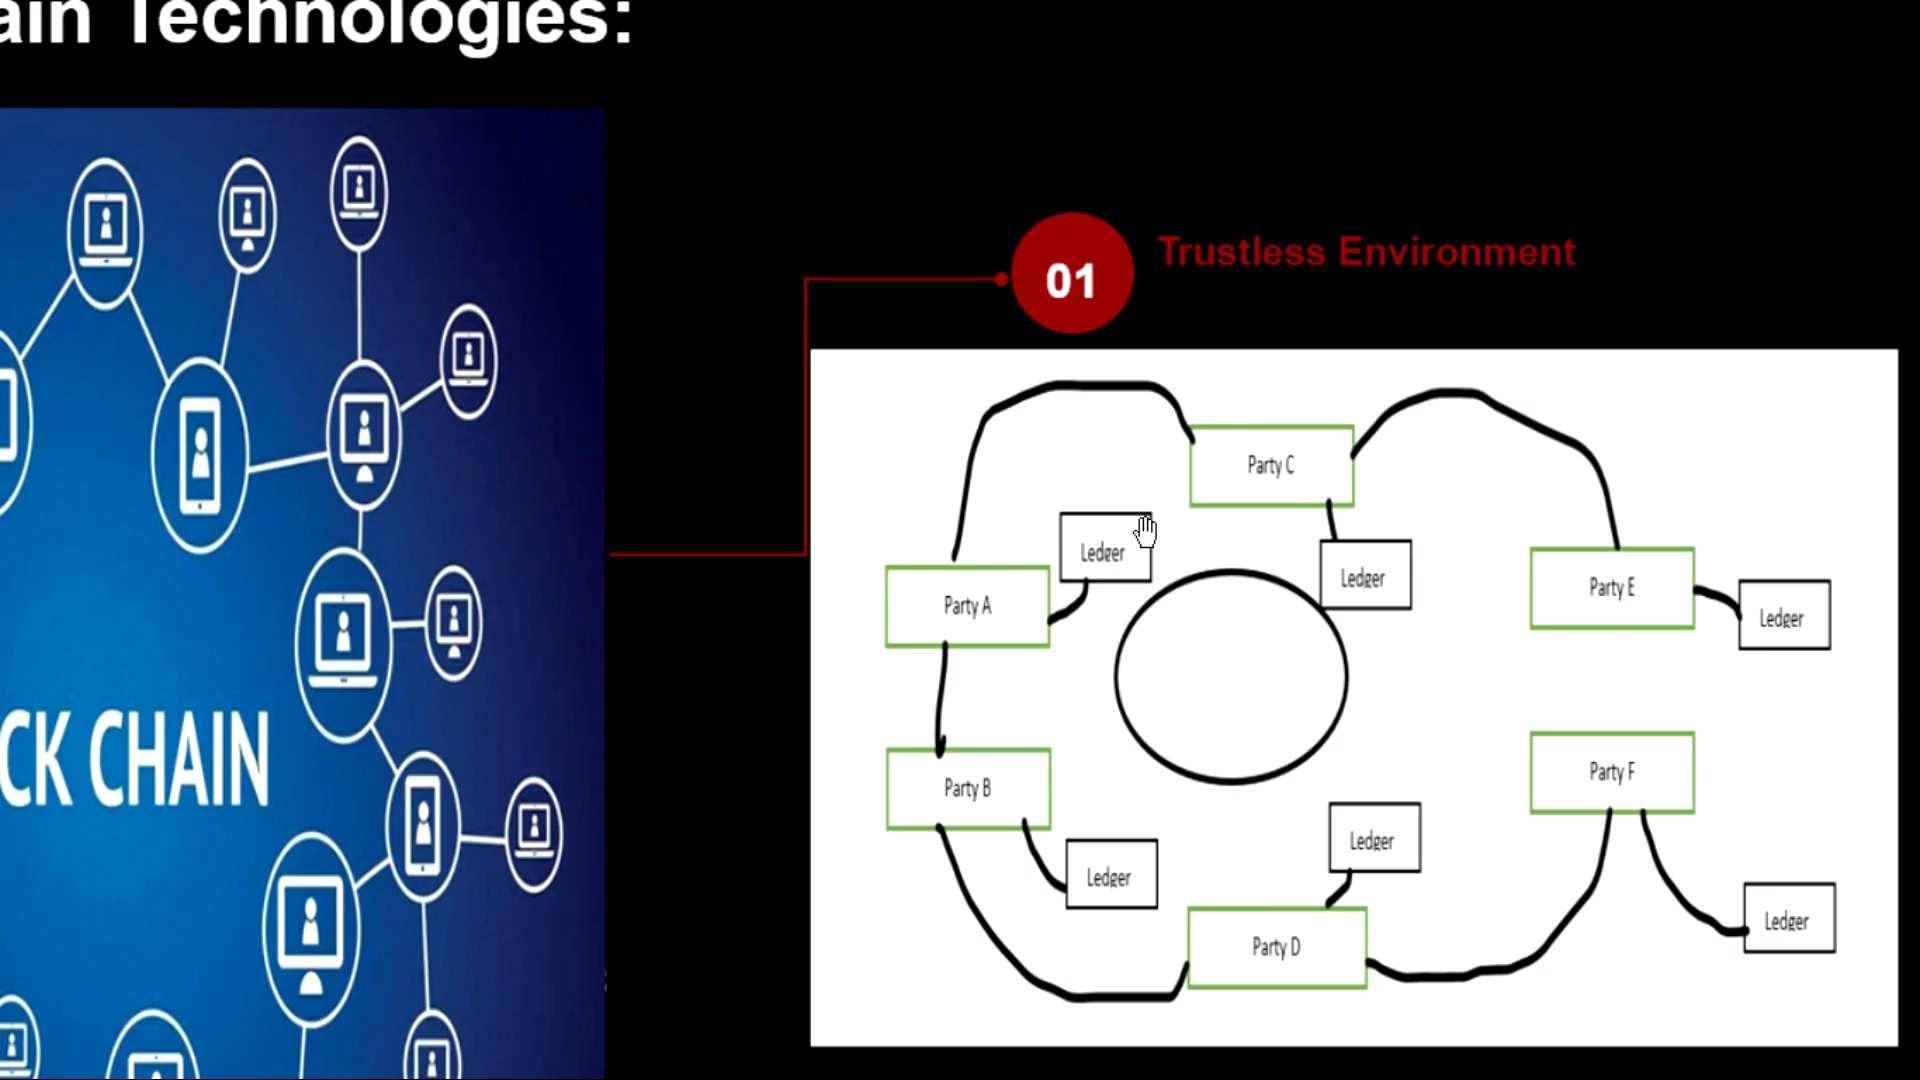 ain Technologies:
CK CHAIN
01
Trustless Environment
Party C
Ledger
Ledger
Party A
Party E
Ledger
Party B
Party F
Ledger
Ledger
Party D
Ledger